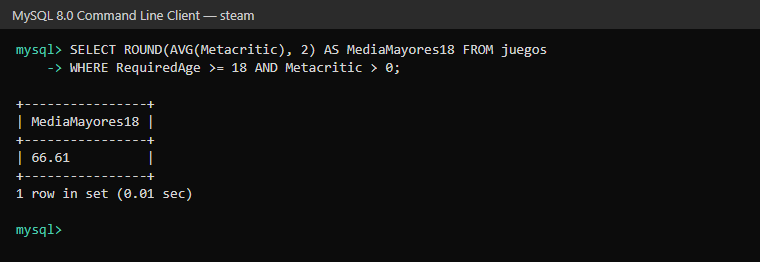 MySQL 8.0 Command Line Client — steam
mysql> SELECT ROUND(AVG(Metacritic), 2) AS MediaMayores18 FROM juegos
    -> WHERE RequiredAge >= 18 AND Metacritic > 0;
+----------------+
| MediaMayores18 |
+----------------+
| 66.61          |
+----------------+
1 row in set (0.01 sec)
mysql>